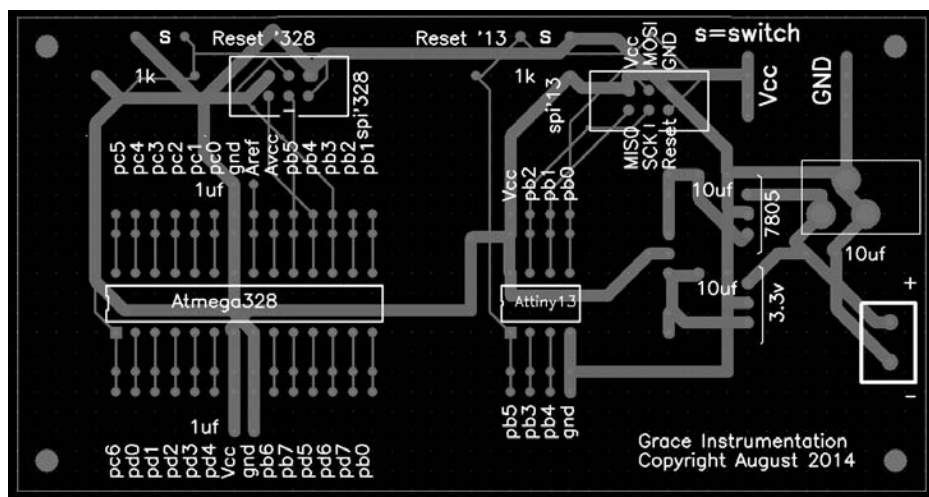 S
Reset '328
Reset '13
S
s=switch
Vcc
MOSI
GND
1k
1k
spi'328
spi'13
Vcc
GND
MISO
SCK
Reset
pc5
pc4
pc3
pc2
pc1
pc0
gnd
Aref
Avcc
pb5
pb4
pb3
pb2
pb1
1uf
Vcc
pb2
pb1
pb0
10uf
7805
10uf
10uf
3.3v
+
Atmega328
Attiny13
-
1uf
pc6
pd0
pd1
pd2
pd3
pd4
Vcc
gnd
pb6
pb7
pd5
pd6
pd7
pb0
pb5
pb3
pb4
gnd
Grace Instrumentation
Copyright August 2014